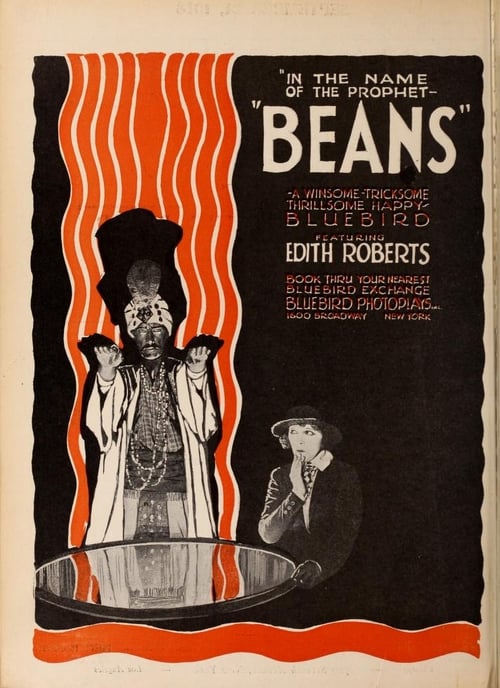 "IN THE NAME
OF THE PROPHET—
"BEANS"
-A WINSOME-TRICKSOME
THRILLSOME HAPPY-
BLUEBIRD
FEATURING
EDITH ROBERTS
BOOK THRU YOUR NEAREST
BLUEBIRD EXCHANGE
BLUEBIRD PHOTOPLAYS INC.
1600 BROADWAY NEW YORK